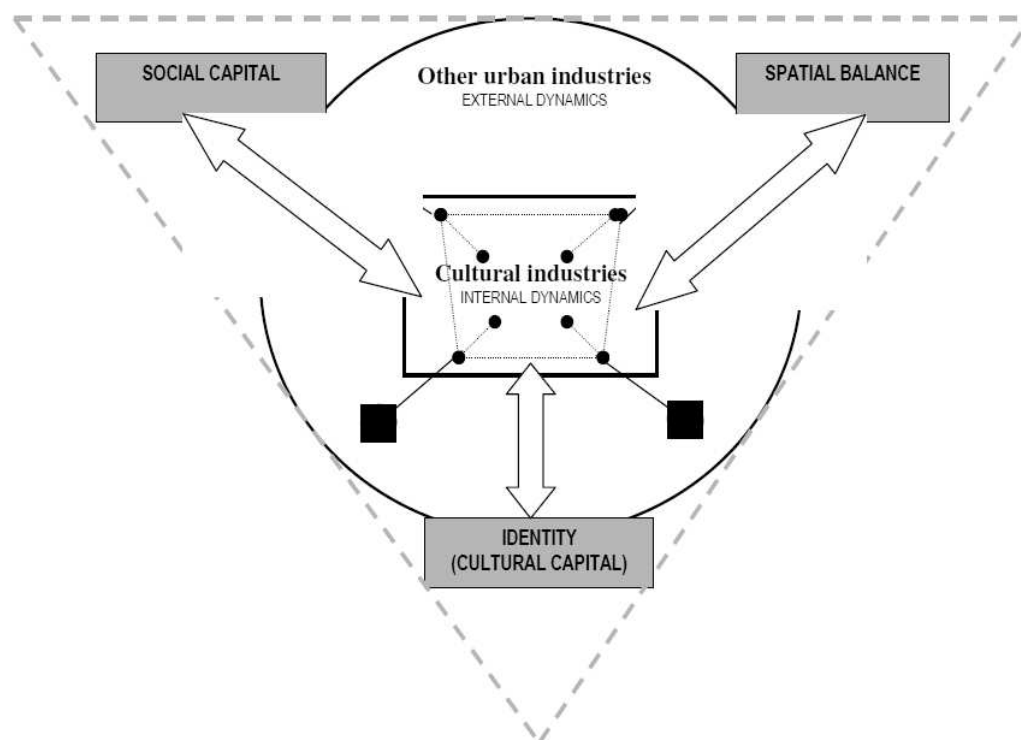 SOCIAL CAPITAL
Other urban industries
EXTERNAL DYNAMICS
SPATIAL BALANCE
Cultural industries
INTERNAL DYNAMICS
IDENTITY
(CULTURAL CAPITAL)